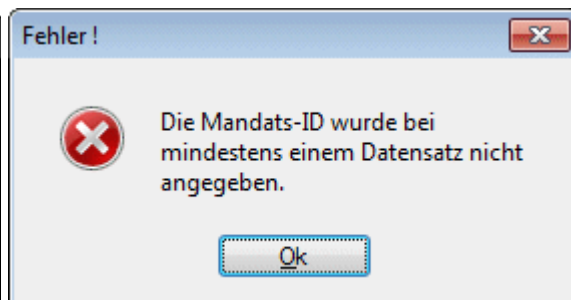 Fehler !
Die Mandats-ID wurde bei
mindestens einem Datensatz nicht
angegeben.
Ok